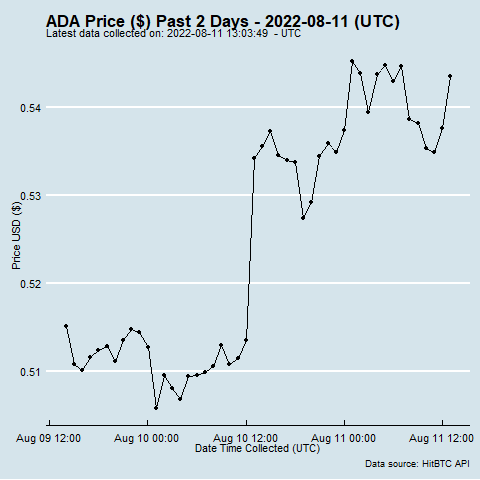 ADA Price ($) Past 2 Days - 2022-08-11 (UTC)
Latest data collected on: 2022-08-11 13:03:49 - UTC
0.54
0.53
0.52
0.51
Price USD ($)
Aug 09 12:00 Aug 10 00:00 Aug 10 12:00 Aug 11 00:00 Aug 11 12:00
Date Time Collected (UTC)
Data source: HitBTC API